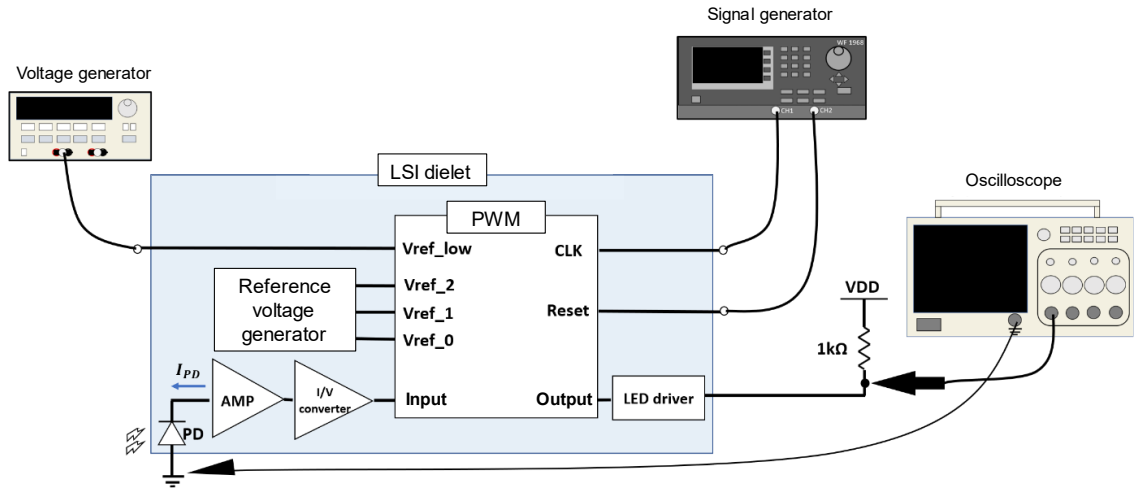 Signal generator
WF 1968
Voltage generator
CH1
CH2
LSI dielet
Oscilloscope
PWM
Vref_low
CLK
Reference
voltage
generator
Vref_2
Vref_1
Vref_0
Reset
VDD
1kΩ
I_PD
AMP
I/V
converter
Input
Output
LED driver
PD